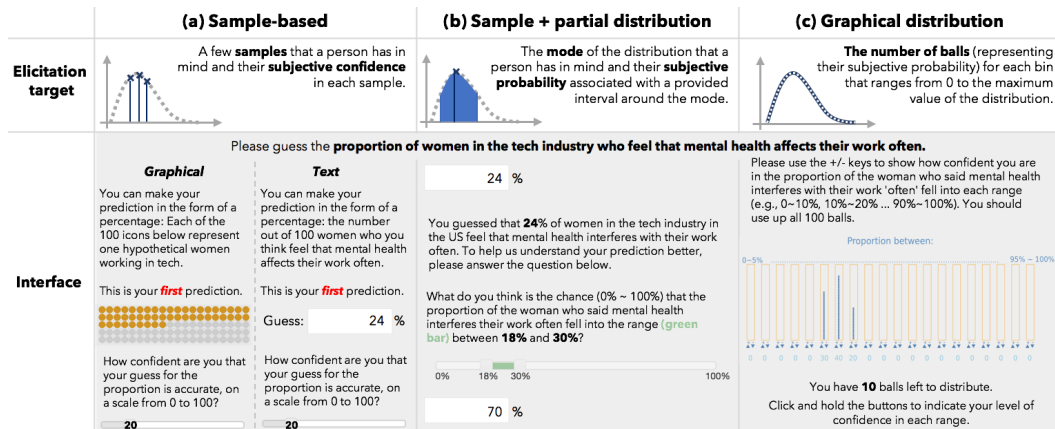 (a) Sample-based
(b) Sample + partial distribution
(c) Graphical distribution
Elicitation
target
A few samples that a person has in
mind and their subjective confidence
in each sample.
The mode of the distribution that a
person has in mind and their subjective
probability associated with a provided
interval around the mode.
The number of balls (representing
their subjective probability) for each bin
that ranges from 0 to the maximum
value of the distribution.
Interface
Please guess the proportion of women in the tech industry who feel that mental health affects their work often.
Graphical
You can make your
prediction in the form of a
percentage: Each of the
100 icons below represent
one hypothetical women
working in tech.
This is your first prediction.
How confident are you that
your guess for the
proportion is accurate, on
a scale from 0 to 100?
20
Text
You can make your
prediction in the form of a
percentage: the number
out of 100 women who you
think feel that mental health
affects their work often.
This is your first prediction.
Guess: 24 %
How confident are you that
your guess for the
proportion is accurate, on
a scale from 0 to 100?
20
24 %
You guessed that 24% of women in the tech industry in
the US feel that mental health interferes with their work
often. To help us understand your prediction better,
please answer the question below.
What do you think is the chance (0% ~ 100%) that the
proportion of the woman who said mental health
interferes their work often fell into the range (green
bar) between 18% and 30%?
0% 18% 30% 100%
70 %
Please use the +/- keys to show how confident you are
in the proportion of the woman who said mental health
interferes with their work 'often' fell into each range
(e.g., 0~10%, 10%~20% ... 90%~100%). You should
use up all 100 balls.
Proportion between:
0~5% 95% ~ 100%
0 0 0 0 0 30 40 20 0 0 0 0 0 0 0 0 0 0 0 0
You have 10 balls left to distribute.
Click and hold the buttons to indicate your level of
confidence in each range.